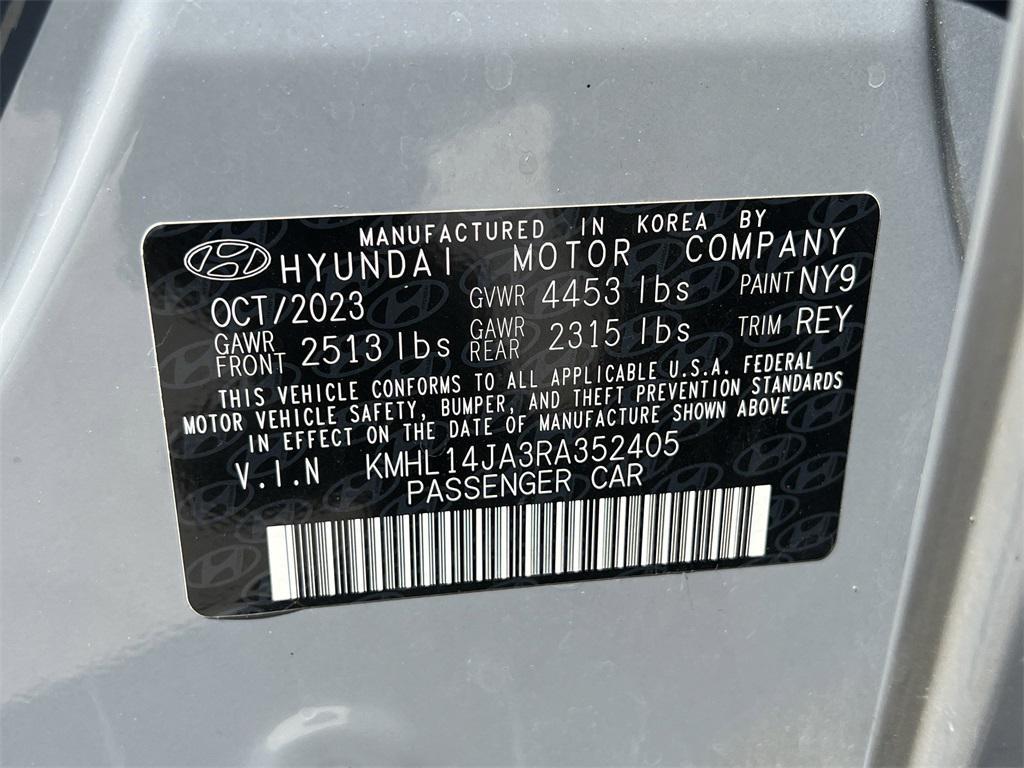 MANUFACTURED IN KOREA BY
HYUNDAI MOTOR COMPANY
OCT/2023 GVWR 4453 lbs PAINT NY9
GAWR FRONT 2513 lbs GAWR REAR 2315 lbs TRIM REY
THIS VEHICLE CONFORMS TO ALL APPLICABLE U.S.A. FEDERAL
MOTOR VEHICLE SAFETY, BUMPER, AND THEFT PREVENTION STANDARDS
IN EFFECT ON THE DATE OF MANUFACTURE SHOWN ABOVE
V.I.N KMHL14JA3RA352405
PASSENGER CAR